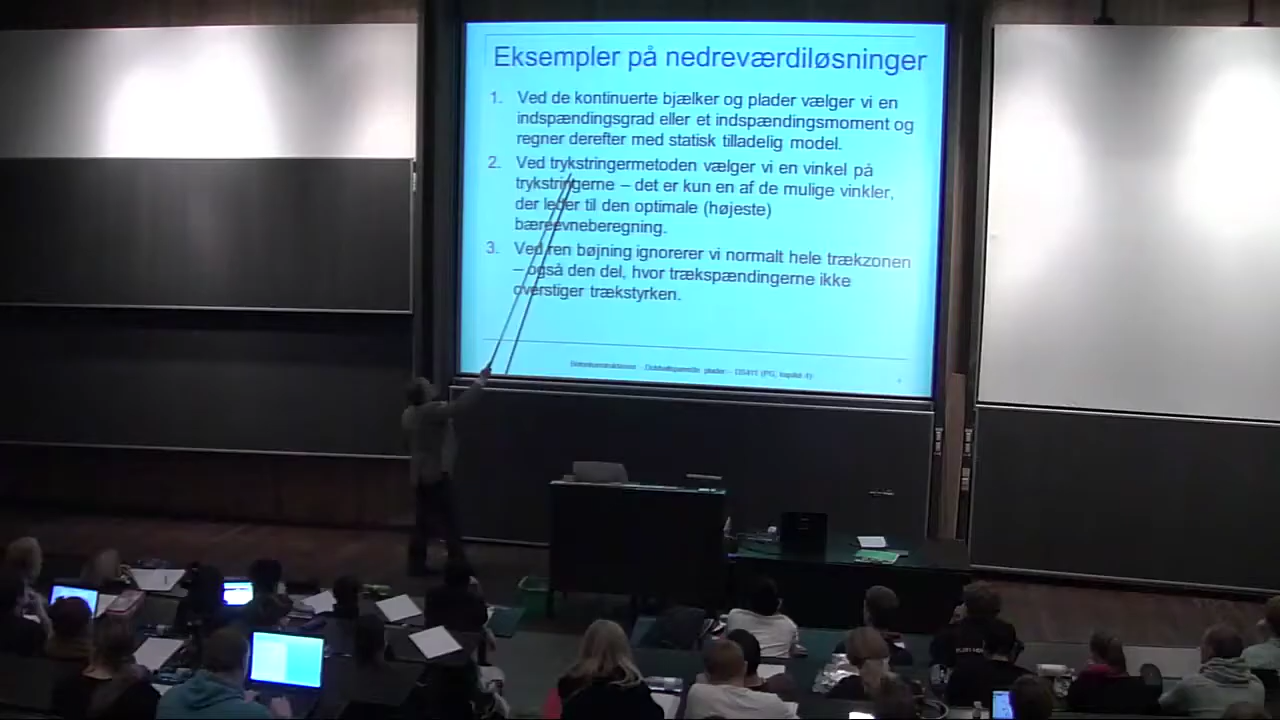 Eksempler på nedreværdiløsninger
1. Ved de kontinuerte bjælker og plader vælger vi en
indspændingsgrad eller et indspændingsmoment og
regner derefter med statisk tilladelig model.
2. Ved trykstringermetoden vælger vi en vinkel på
trykstringerne – det er kun en af de mulige vinkler,
der leder til den optimale (højeste)
bæreevneberegning.
3. Ved ren bøjning ignorerer vi normalt hele trækzonen
– også den del, hvor trækspændingerne ikke
overstiger trækstyrken.